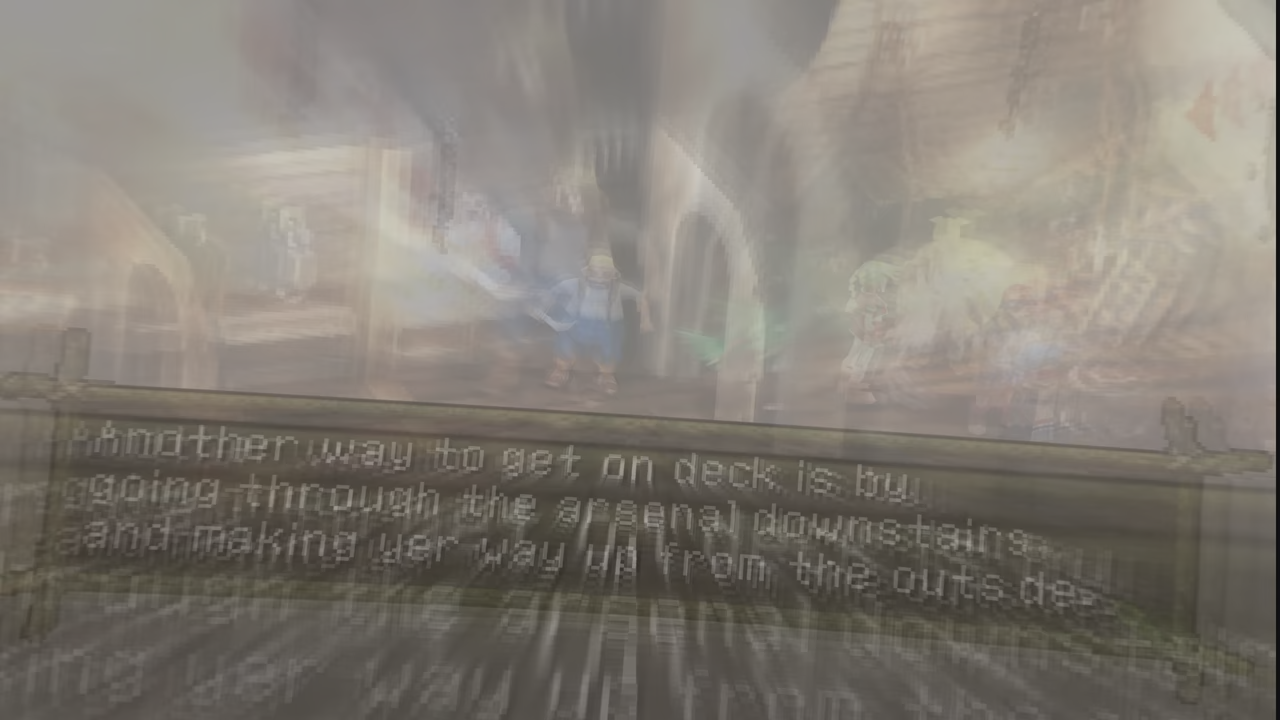 Another way to get on deck is by
going through the arsenal downstairs
and making yer way up from the outside.